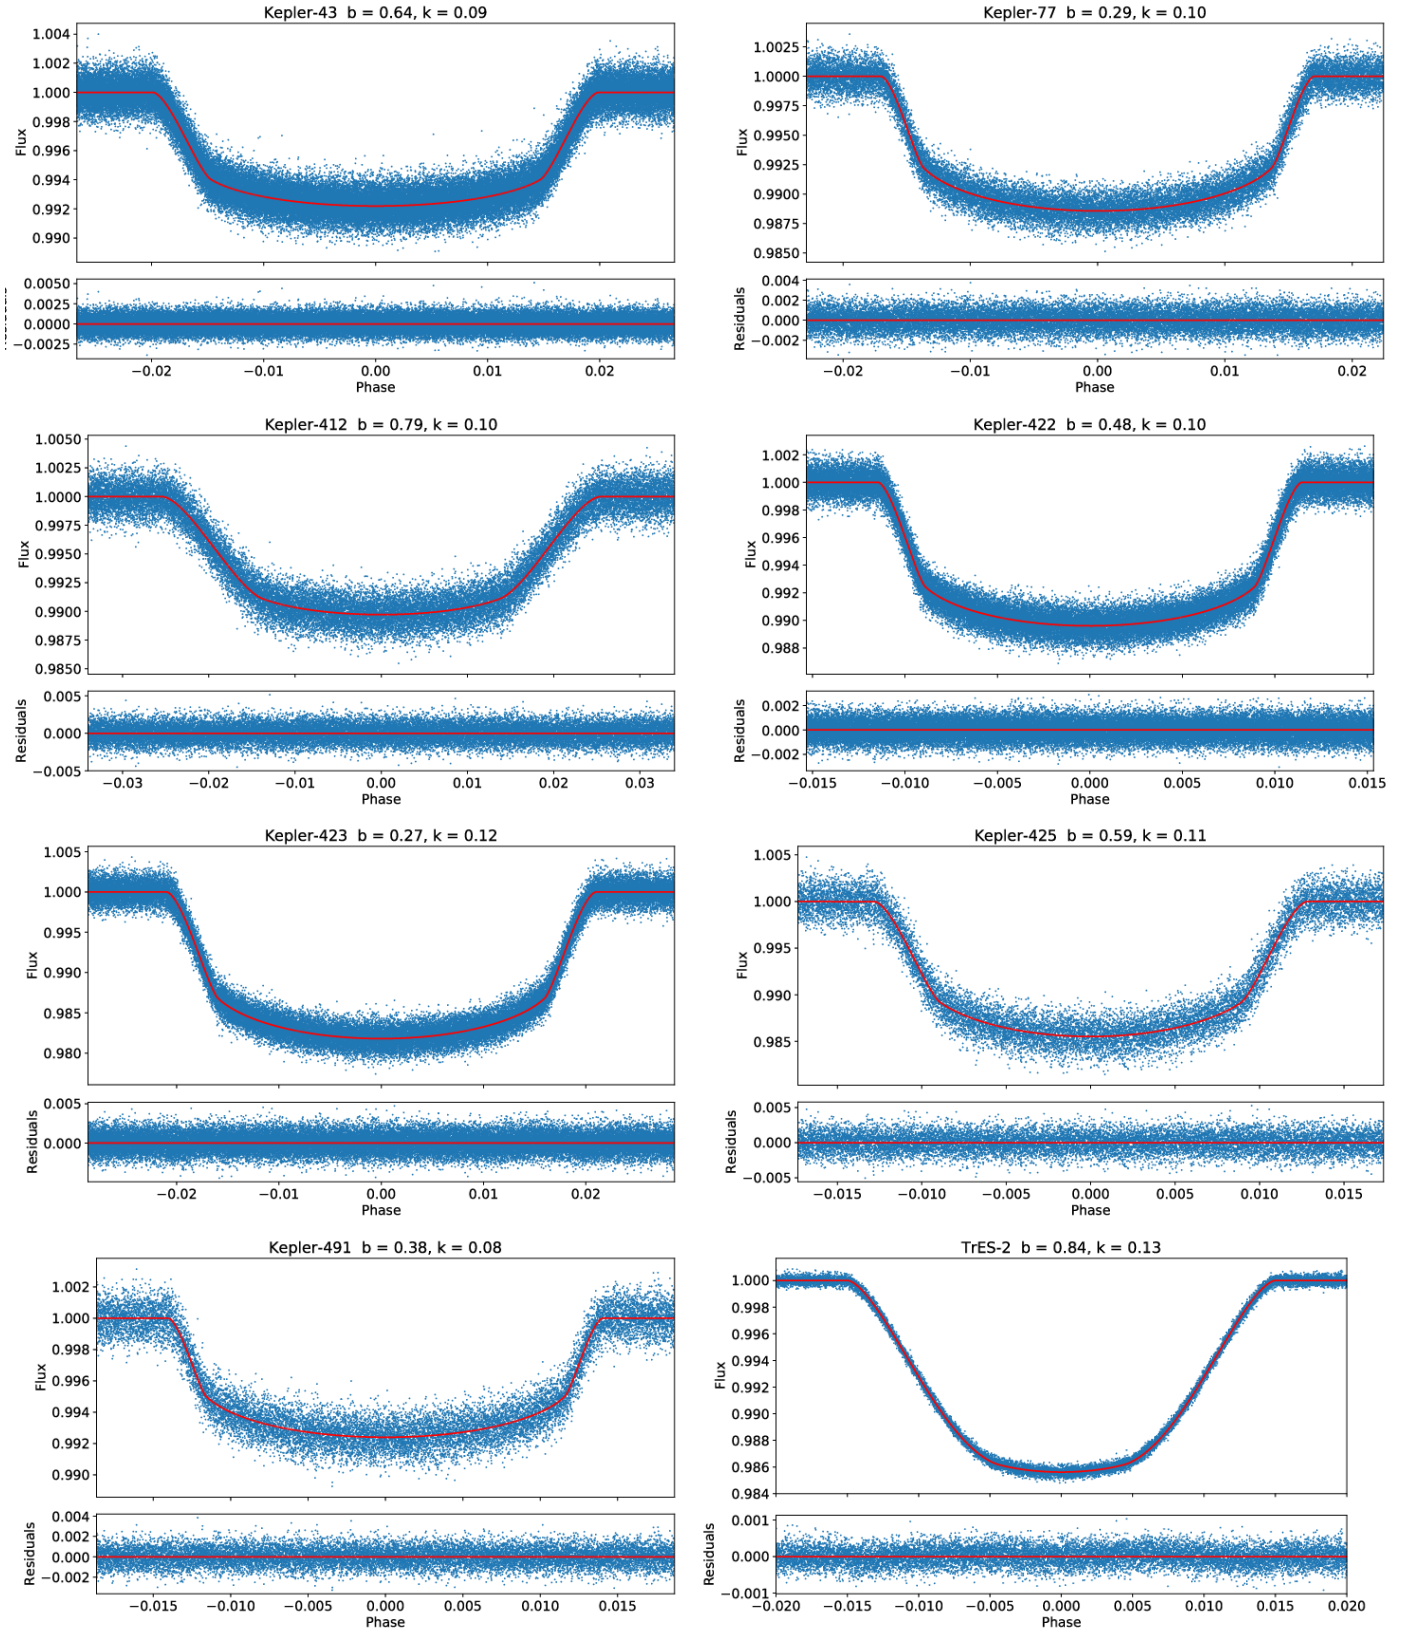 Kepler-43 b = 0.64, k = 0.09
1.004
1.002
1.000
0.998
0.996
0.994
0.992
0.990
Flux
0.0050
0.0025
0.0000
−0.0025
−0.02 −0.01 0.00 0.01 0.02
Phase
Kepler-77 b = 0.29, k = 0.10
1.0025
1.0000
0.9975
0.9950
0.9925
0.9900
0.9875
0.9850
Flux
0.004
0.002
0.000
−0.002
Residuals
−0.02 −0.01 0.00 0.01 0.02
Phase
Kepler-412 b = 0.79, k = 0.10
1.0050
1.0025
1.0000
0.9975
0.9950
0.9925
0.9900
0.9875
0.9850
Flux
0.005
0.000
−0.005
Residuals
−0.03 −0.02 −0.01 0.00 0.01 0.02 0.03
Phase
Kepler-422 b = 0.48, k = 0.10
1.002
1.000
0.998
0.996
0.994
0.992
0.990
0.988
Flux
0.002
0.000
−0.002
Residuals
−0.015 −0.010 −0.005 0.000 0.005 0.010 0.015
Phase
Kepler-423 b = 0.27, k = 0.12
1.005
1.000
0.995
0.990
0.985
0.980
Flux
0.005
0.000
Residuals
−0.02 −0.01 0.00 0.01 0.02
Phase
Kepler-425 b = 0.59, k = 0.11
1.005
1.000
0.995
0.990
0.985
Flux
0.005
0.000
−0.005
Residuals
−0.015 −0.010 −0.005 0.000 0.005 0.010 0.015
Phase
Kepler-491 b = 0.38, k = 0.08
1.002
1.000
0.998
0.996
0.994
0.992
0.990
Flux
0.004
0.002
0.000
−0.002
Residuals
−0.015 −0.010 −0.005 0.000 0.005 0.010 0.015
Phase
TrES-2 b = 0.84, k = 0.13
1.000
0.998
0.996
0.994
0.992
0.990
0.988
0.986
0.984
Flux
0.001
0.000
−0.001
Residuals
−0.020 −0.015 −0.010 −0.005 0.000 0.005 0.010 0.015 0.020
Phase